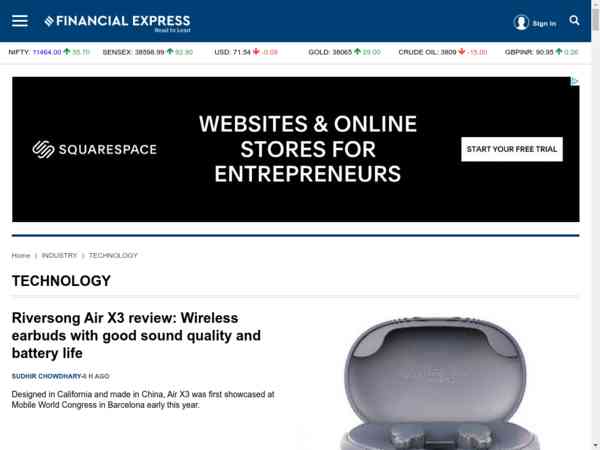 FINANCIAL EXPRESS
Read to Lead
Sign in
NIFTY: 11464.00 55.70 SENSEX: 38598.99 92.90 USD: 71.54 -0.03 GOLD: 38065 29.00 CRUDE OIL: 3809 -15.00 GBPINR: 90.95 0.26
SQUARESPACE
WEBSITES & ONLINE
STORES FOR
ENTREPRENEURS
START YOUR FREE TRIAL
Home | INDUSTRY | TECHNOLOGY
TECHNOLOGY
Riversong Air X3 review: Wireless
earbuds with good sound quality and
battery life
SUDHIR CHOWDHARY-6 H AGO
Designed in California and made in China, Air X3 was first showcased at
Mobile World Congress in Barcelona early this year.